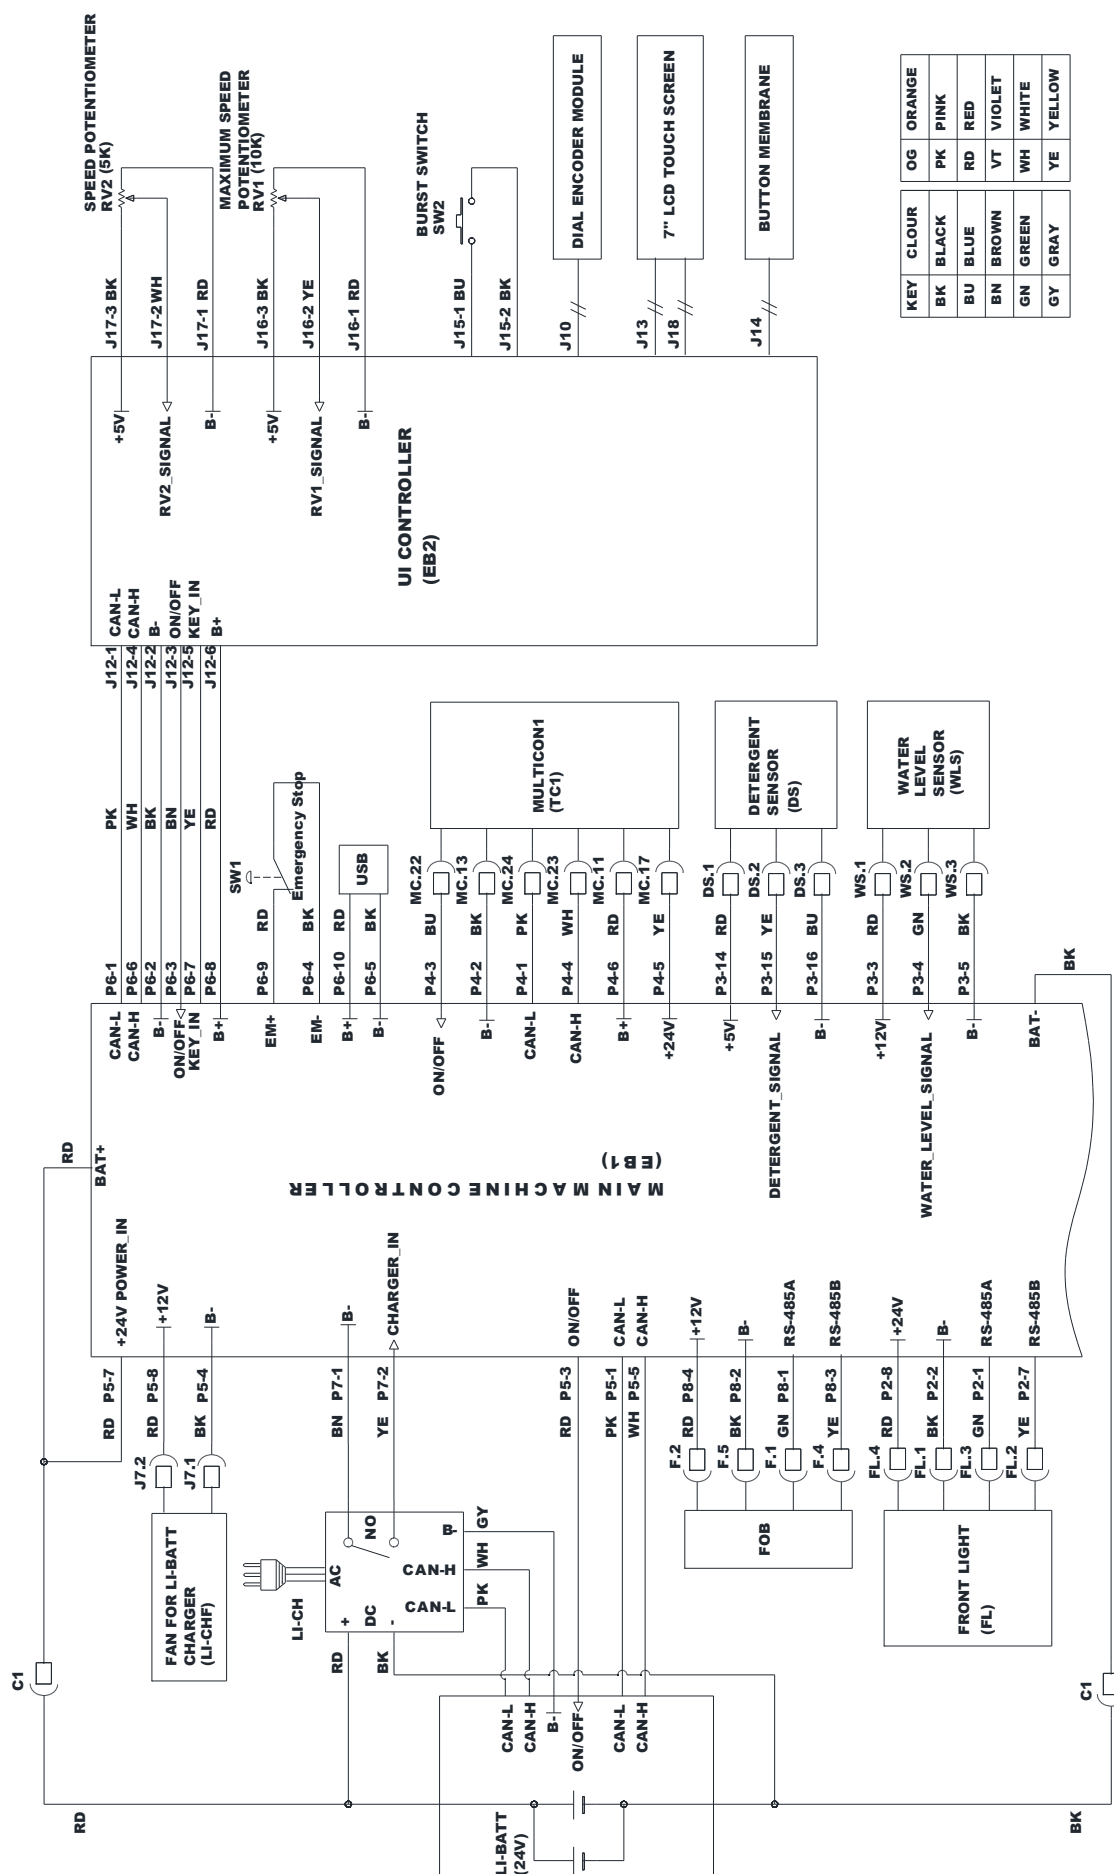 SPEED POTENTIOMETER
RV2 (5K)
MAXIMUM SPEED
POTENTIOMETER
RV1 (10K)
BURST SWITCH
SW2
DIAL ENCODER MODULE
7" LCD TOUCH SCREEN
BUTTON MEMBRANE
KEY CLOUR
BK BLACK
BU BLUE
BN BROWN
GN GREEN
GY GRAY
OG ORANGE
PK PINK
RD RED
VT VIOLET
WH WHITE
YE YELLOW
J17-3 BK
J17-2 WH
J17-1 RD
J16-3 BK
J16-2 YE
J16-1 RD
J15-1 BU
J15-2 BK
J10
J13
J18
J14
+5V
RV2_SIGNAL
B-
+5V
RV1_SIGNAL
B-
UI CONTROLLER
(EB2)
CAN-L
CAN-H
B-
ON/OFF
KEY_IN
B+
J12-1
J12-4
J12-2
J12-3
J12-5
J12-6
PK
WH
BK
BN
YE
RD
P6-1
P6-6
P6-2
P6-3
P6-7
P6-8
CAN-L
CAN-H
B-
ON/OFF
KEY_IN
B+
SW1
Emergency Stop
RD
BK
P6-9
P6-4
EM+
EM-
USB
RD
BK
P6-10
P6-5
B+
B-
MULTICON1
(TC1)
MC.22
MC.13
MC.24
MC.23
MC.11
MC.17
BU
BK
PK
WH
RD
YE
P4-3
P4-2
P4-1
P4-4
P4-6
P4-5
ON/OFF
B-
CAN-L
CAN-H
B+
+24V
DETERGENT
SENSOR
(DS)
DS.1
DS.2
DS.3
RD
YE
BU
P3-14
P3-15
P3-16
+5V
DETERGENT_SIGNAL
B-
WATER
LEVEL
SENSOR
(WLS)
WS.1
WS.2
WS.3
RD
GN
BK
P3-3
P3-4
P3-5
+12V
WATER_LEVEL_SIGNAL
B-
BK
BAT-
RD
BAT+
MAIN MACHINE CONTROLLER
(EB1)
+24V POWER_IN
+12V
B-
B-
CHARGER_IN
ON/OFF
CAN-L
CAN-H
+12V
B-
RS-485A
RS-485B
+24V
B-
RS-485A
RS-485B
RD P5-7
RD P5-8
BK P5-4
BN P7-1
YE P7-2
RD P5-3
PK P5-1
WH P5-5
RD P8-4
BK P8-2
GN P8-1
YE P8-3
RD P2-8
BK P2-2
GN P2-1
YE P2-7
J7.2
J7.1
F.2
F.5
F.1
F.4
FL.4
FL.1
FL.3
FL.2
FAN FOR LI-BATT
CHARGER
(LI-CHF)
LI-CH
AC
NO
DC
+
-
B-
CAN-H
CAN-L
GY
WH
PK
FOB
FRONT LIGHT
(FL)
C1
RD
BK
CAN-L
CAN-H
B-
ON/OFF
CAN-L
CAN-H
C1
RD
LI-BATT
(24V)
BK